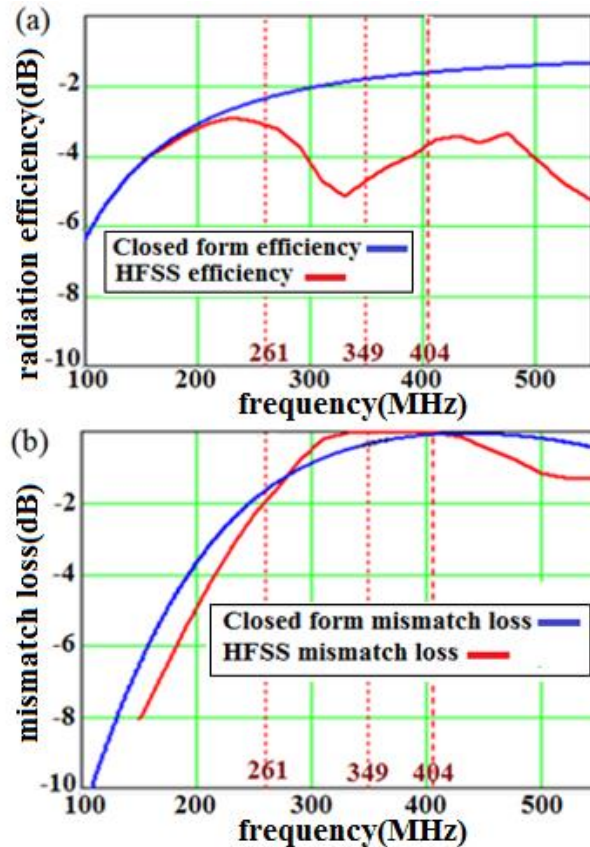 (a)
radiation efficiency(dB)
-2
-4
-6
-8
-10
Closed form efficiency
HFSS efficiency
261 349 404
100 200 300 400 500
frequency(MHz)
(b)
mismatch loss(dB)
-2
-4
-6
-8
-10
Closed form mismatch loss
HFSS mismatch loss
261 349 404
100 200 300 400 500
frequency(MHz)